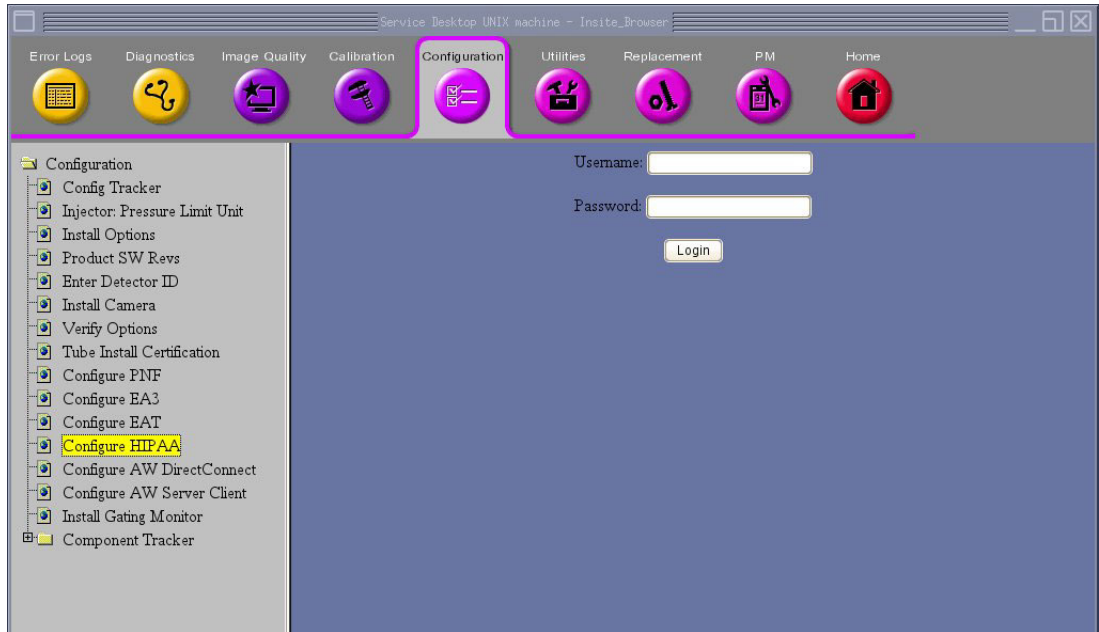 Service Desktop UNIX machine - Insite_Browser
Error Logs
Diagnostics
Image Quality
Calibration
Configuration
Utilities
Replacement
PM
Home
31
Configuration
Config Tracker
Injector: Pressure Limit Unit
Install Options
Product SW Revs
Enter Detector ID
Install Camera
Verify Options
Tube Install Certification
Configure PNF
Configure EA3
Configure EAT
Configure HIPAA
Configure AW DirectConnect
Configure AW Server Client
Install Gating Monitor
Component Tracker
Username:
Password:
Login